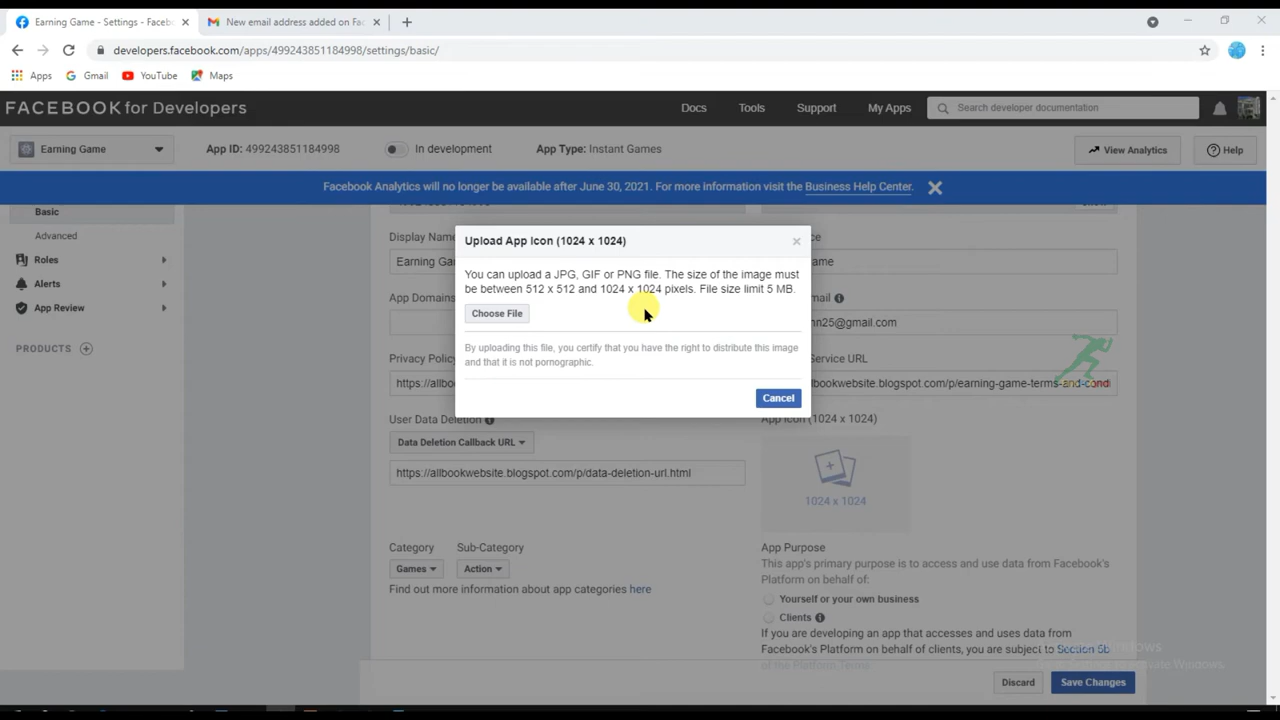 Earning Game - Settings - Faceb
New email address added on Fac
developers.facebook.com/apps/499243851184998/settings/basic/
Apps Gmail YouTube Maps
FACEBOOK for Developers Docs Tools Support My Apps Search developer documentation
Earning Game App ID: 499243851184998 In development App Type: Instant Games View Analytics Help
Facebook Analytics will no longer be available after June 30, 2021. For more information visit the Business Help Center.
Basic
Advanced
Roles
Alerts
App Review
PRODUCTS
Display Name
Earning Ga
App Domains
Privacy Policy
https://allbo
Upload App Icon (1024 x 1024)
You can upload a JPG, GIF or PNG file. The size of the image must
be between 512 x 512 and 1024 x 1024 pixels. File size limit 5 MB.
Choose File
By uploading this file, you certify that you have the right to distribute this image
and that it is not pornographic.
Cancel
ame
mail
nn25@gmail.com
Service URL
lbookwebsite.blogspot.com/p/earning-game-terms-and-condi
User Data Deletion
Data Deletion Callback URL
https://allbookwebsite.blogspot.com/p/data-deletion-url.html
App Icon (1024 x 1024)
1024 x 1024
Category Sub-Category
Games Action
Find out more information about app categories here
App Purpose
This app's primary purpose is to access and use data from Facebook's
Platform on behalf of:
Yourself or your own business
Clients
If you are developing an app that accesses and uses data from
Facebook's Platform on behalf of clients, you are subject to Section 5b
of the Platform Terms
Discard Save Changes